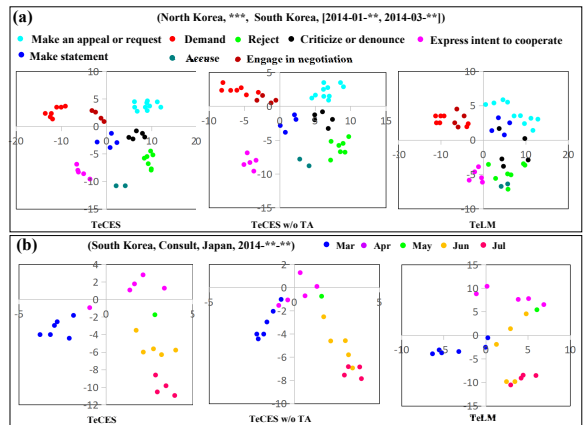 (a)
(North Korea, ***, South Korea, [2014-01-**, 2014-03-**])
Make an appeal or request Demand Reject Criticize or denounce Express intent to cooperate
Make statement Accuse Engage in negotiation
10
5
0
-5
-10
-15
-20 -10 0 10 20
TeCES
5
0
-5
-10
-15
-10 -5 0 5 10 15
TeCES w/o TA
10
5
0
-5
-10
-15
-20 -10 0 10 20
TeLM
(b)
(South Korea, Consult, Japan, 2014-**-**) Mar Apr May Jun Jul
4
2
0
-2
-4
-6
-8
-10
-12
-5 0 5
TeCES
2
0
-2
-4
-6
-8
-10
-5 0 5
TeCES w/o TA
15
10
5
0
-5
-10
-15
-10 -5 0 5 10
TeLM